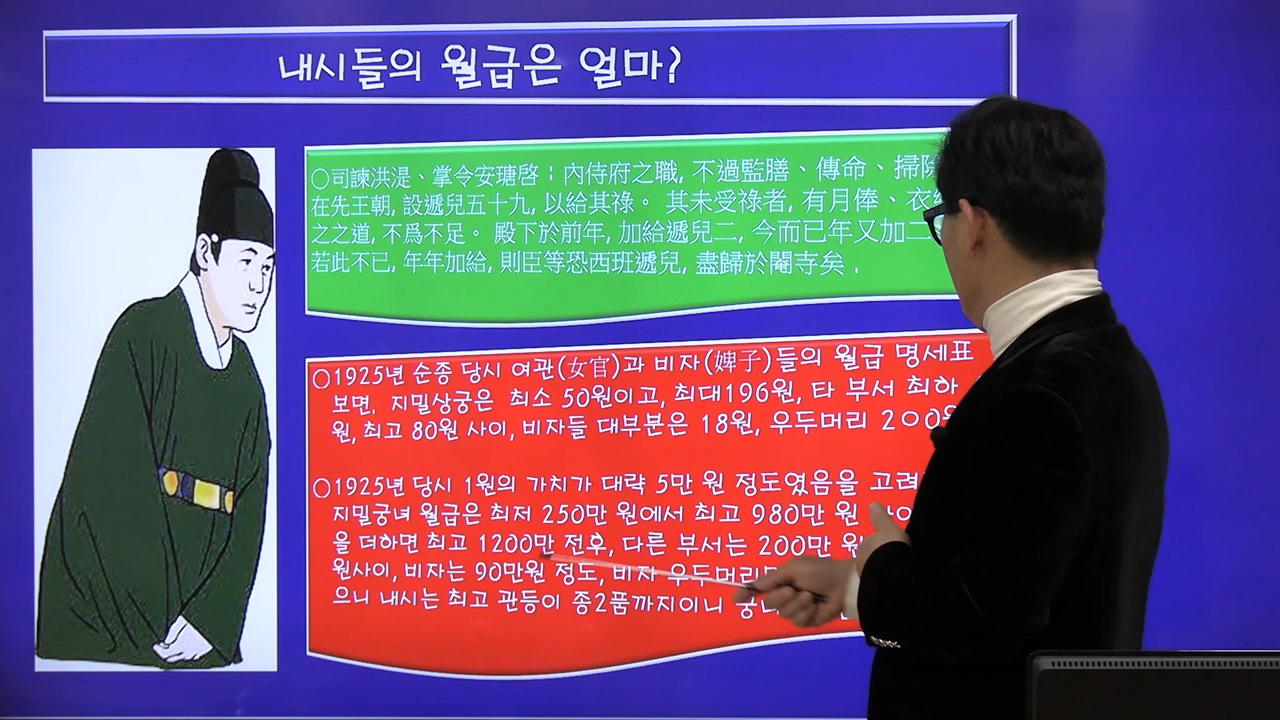 내시들의 월급은 얼마?
○司諫洪湜、掌令安瑭啓：內侍府之職, 不過監膳、傳命、掃
在先王朝, 設遞兒五十九, 以給其祿。 其未受祿者, 有月俸、衣
之之道, 不爲不足。 殿下於前年, 加給遞兒二, 今而已年又加二
若此不已, 年年加給, 則臣等恐西班遞兒, 盡歸於閹寺矣.
○1925년 순종 당시 여관(女官)과 비자(婢子)들의 월급 명세표
보면, 지밀상궁은 최소 50원이고, 최대196원, 타 부서 최하
원, 최고 80원 사이, 비자들 대부분은 18원, 우두머리 200
○1925년 당시 1원의 가치가 대략 5만 원 정도였음을 고려
지밀궁녀 월급은 최저 250만 원에서 최고 980만 원
을 더하면 최고 1200만 전후, 다른 부서는 200만 원
원사이, 비자는 90만원 정도, 비자 우두머리
으니 내시는 최고 관등이 종2품까지이니